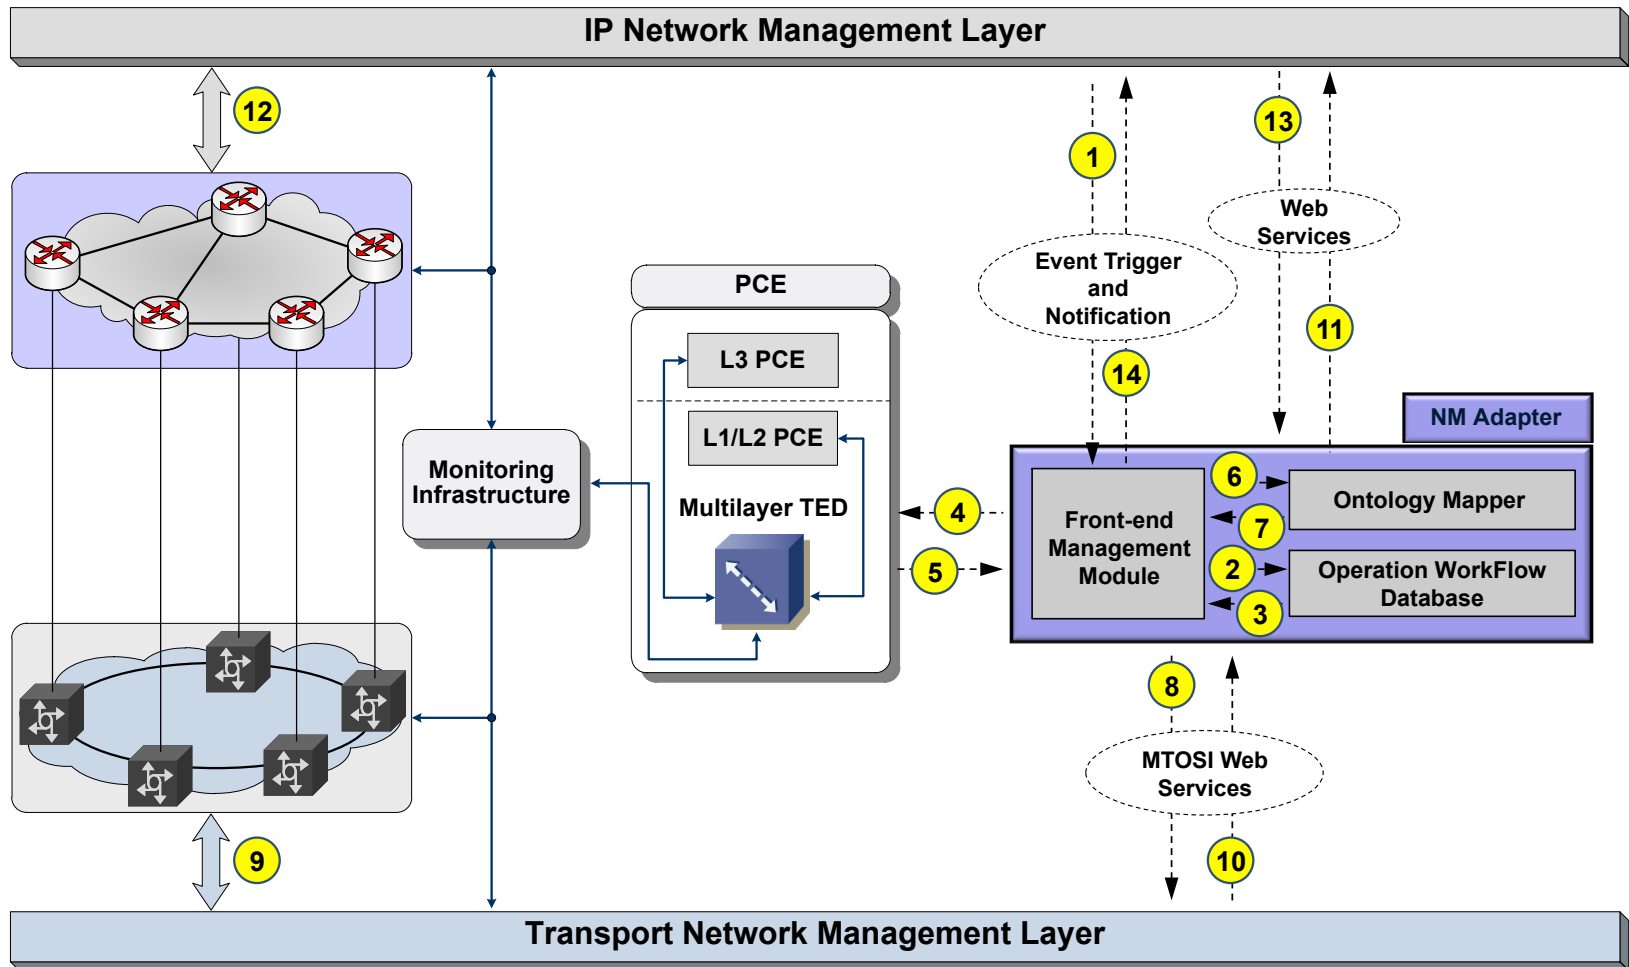 IP Network Management Layer
12
13
1
Web
Services
Event Trigger
and
Notification
PCE
11
L3 PCE
14
NM Adapter
L1/L2 PCE
Monitoring
Infrastructure
6
Ontology Mapper
Multilayer TED
4
Front-end
Management
Module
7
5
2
Operation WorkFlow
Database
3
8
MTOSI Web
Services
9
10
Transport Network Management Layer